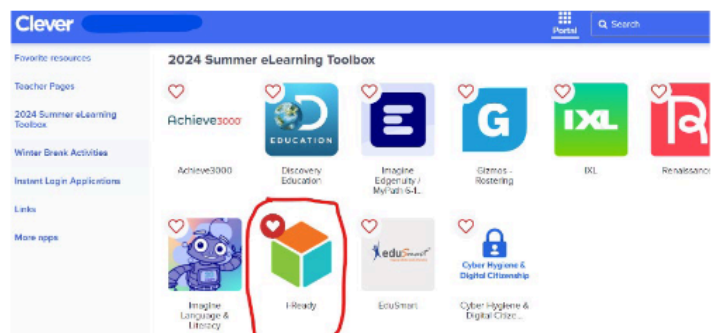 Clever
Portal
Search
Favorite resources
Teacher Pages
2024 Summer eLearning
Toolbox
Winter Break Activities
Instant Login Applications
Links
More apps
2024 Summer eLearning Toolbox
Achieve3000
EDUCATION
E
G
IXL
R
Achieve3000
Discovery
Education
Imagine
Edgenuity /
MyPath 6-1...
Gizmos -
Rostering
IXL
Renaissance
eduSmart
Cyber Hygiene &
Digital Citizenship
Imagine
Language &
Literacy
I-Ready
EduSmart
Cyber Hygiene &
Digital Citize...